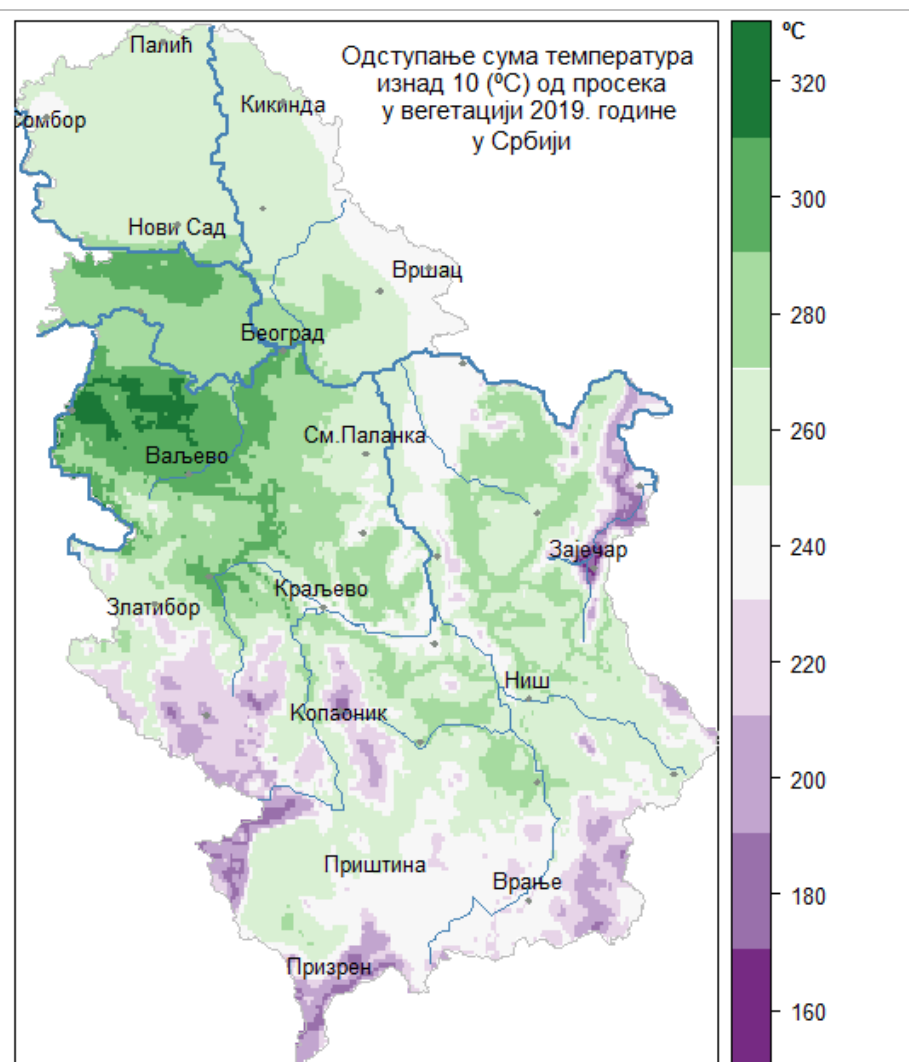 Одступање сума температура
изнад 10 (ºC) од просека
у вегетацији 2019. године
у Србији
ºC
Палић
Кикинда
Сомбор
Нови Сад
Вршац
Београд
См.Паланка
Ваљево
Зајечар
Краљево
Златибор
Ниш
Копаоник
Приштина
Врање
Призрен
320
300
280
260
240
220
200
180
160